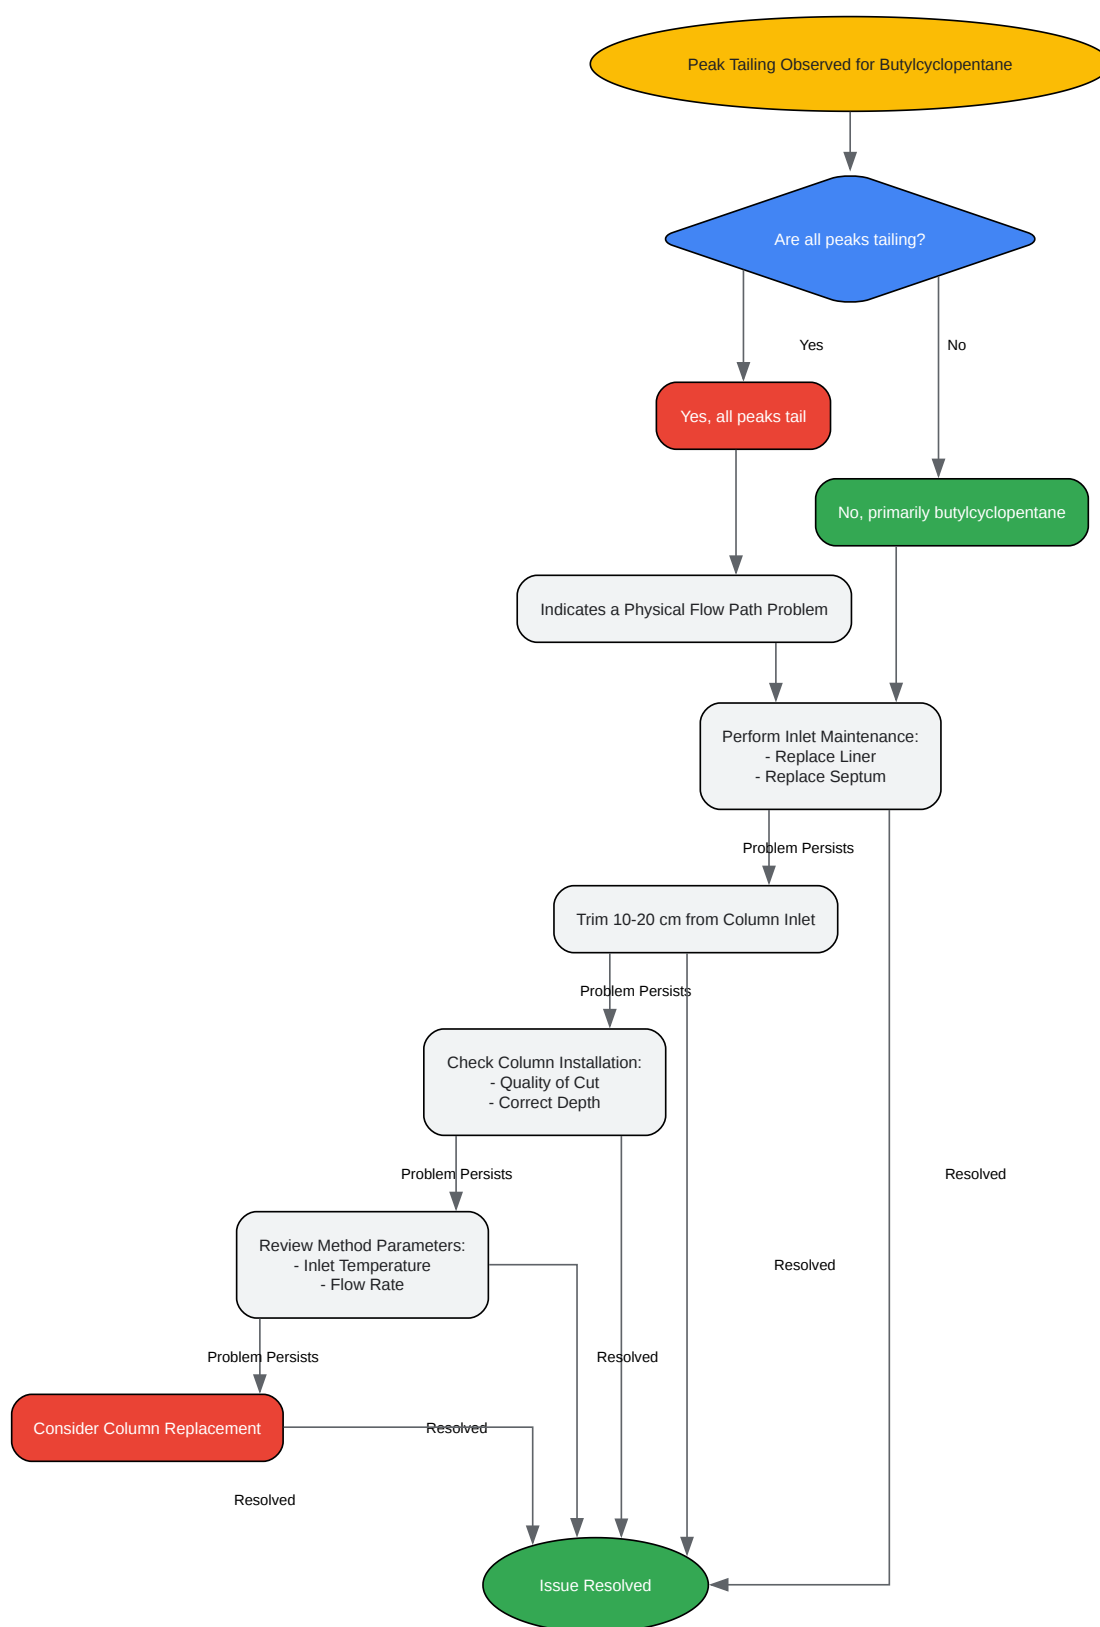 Peak Tailing Observed for Butylcyclopentane
Are all peaks tailing?
Yes
No
Yes, all peaks tail
No, primarily butylcyclopentane
Indicates a Physical Flow Path Problem
Perform Inlet Maintenance:
- Replace Liner
- Replace Septum
Problem Persists
Trim 10-20 cm from Column Inlet
Problem Persists
Check Column Installation:
- Quality of Cut
- Correct Depth
Problem Persists
Resolved
Review Method Parameters:
- Inlet Temperature
- Flow Rate
Resolved
Problem Persists
Resolved
Consider Column Replacement
Resolved
Resolved
Issue Resolved